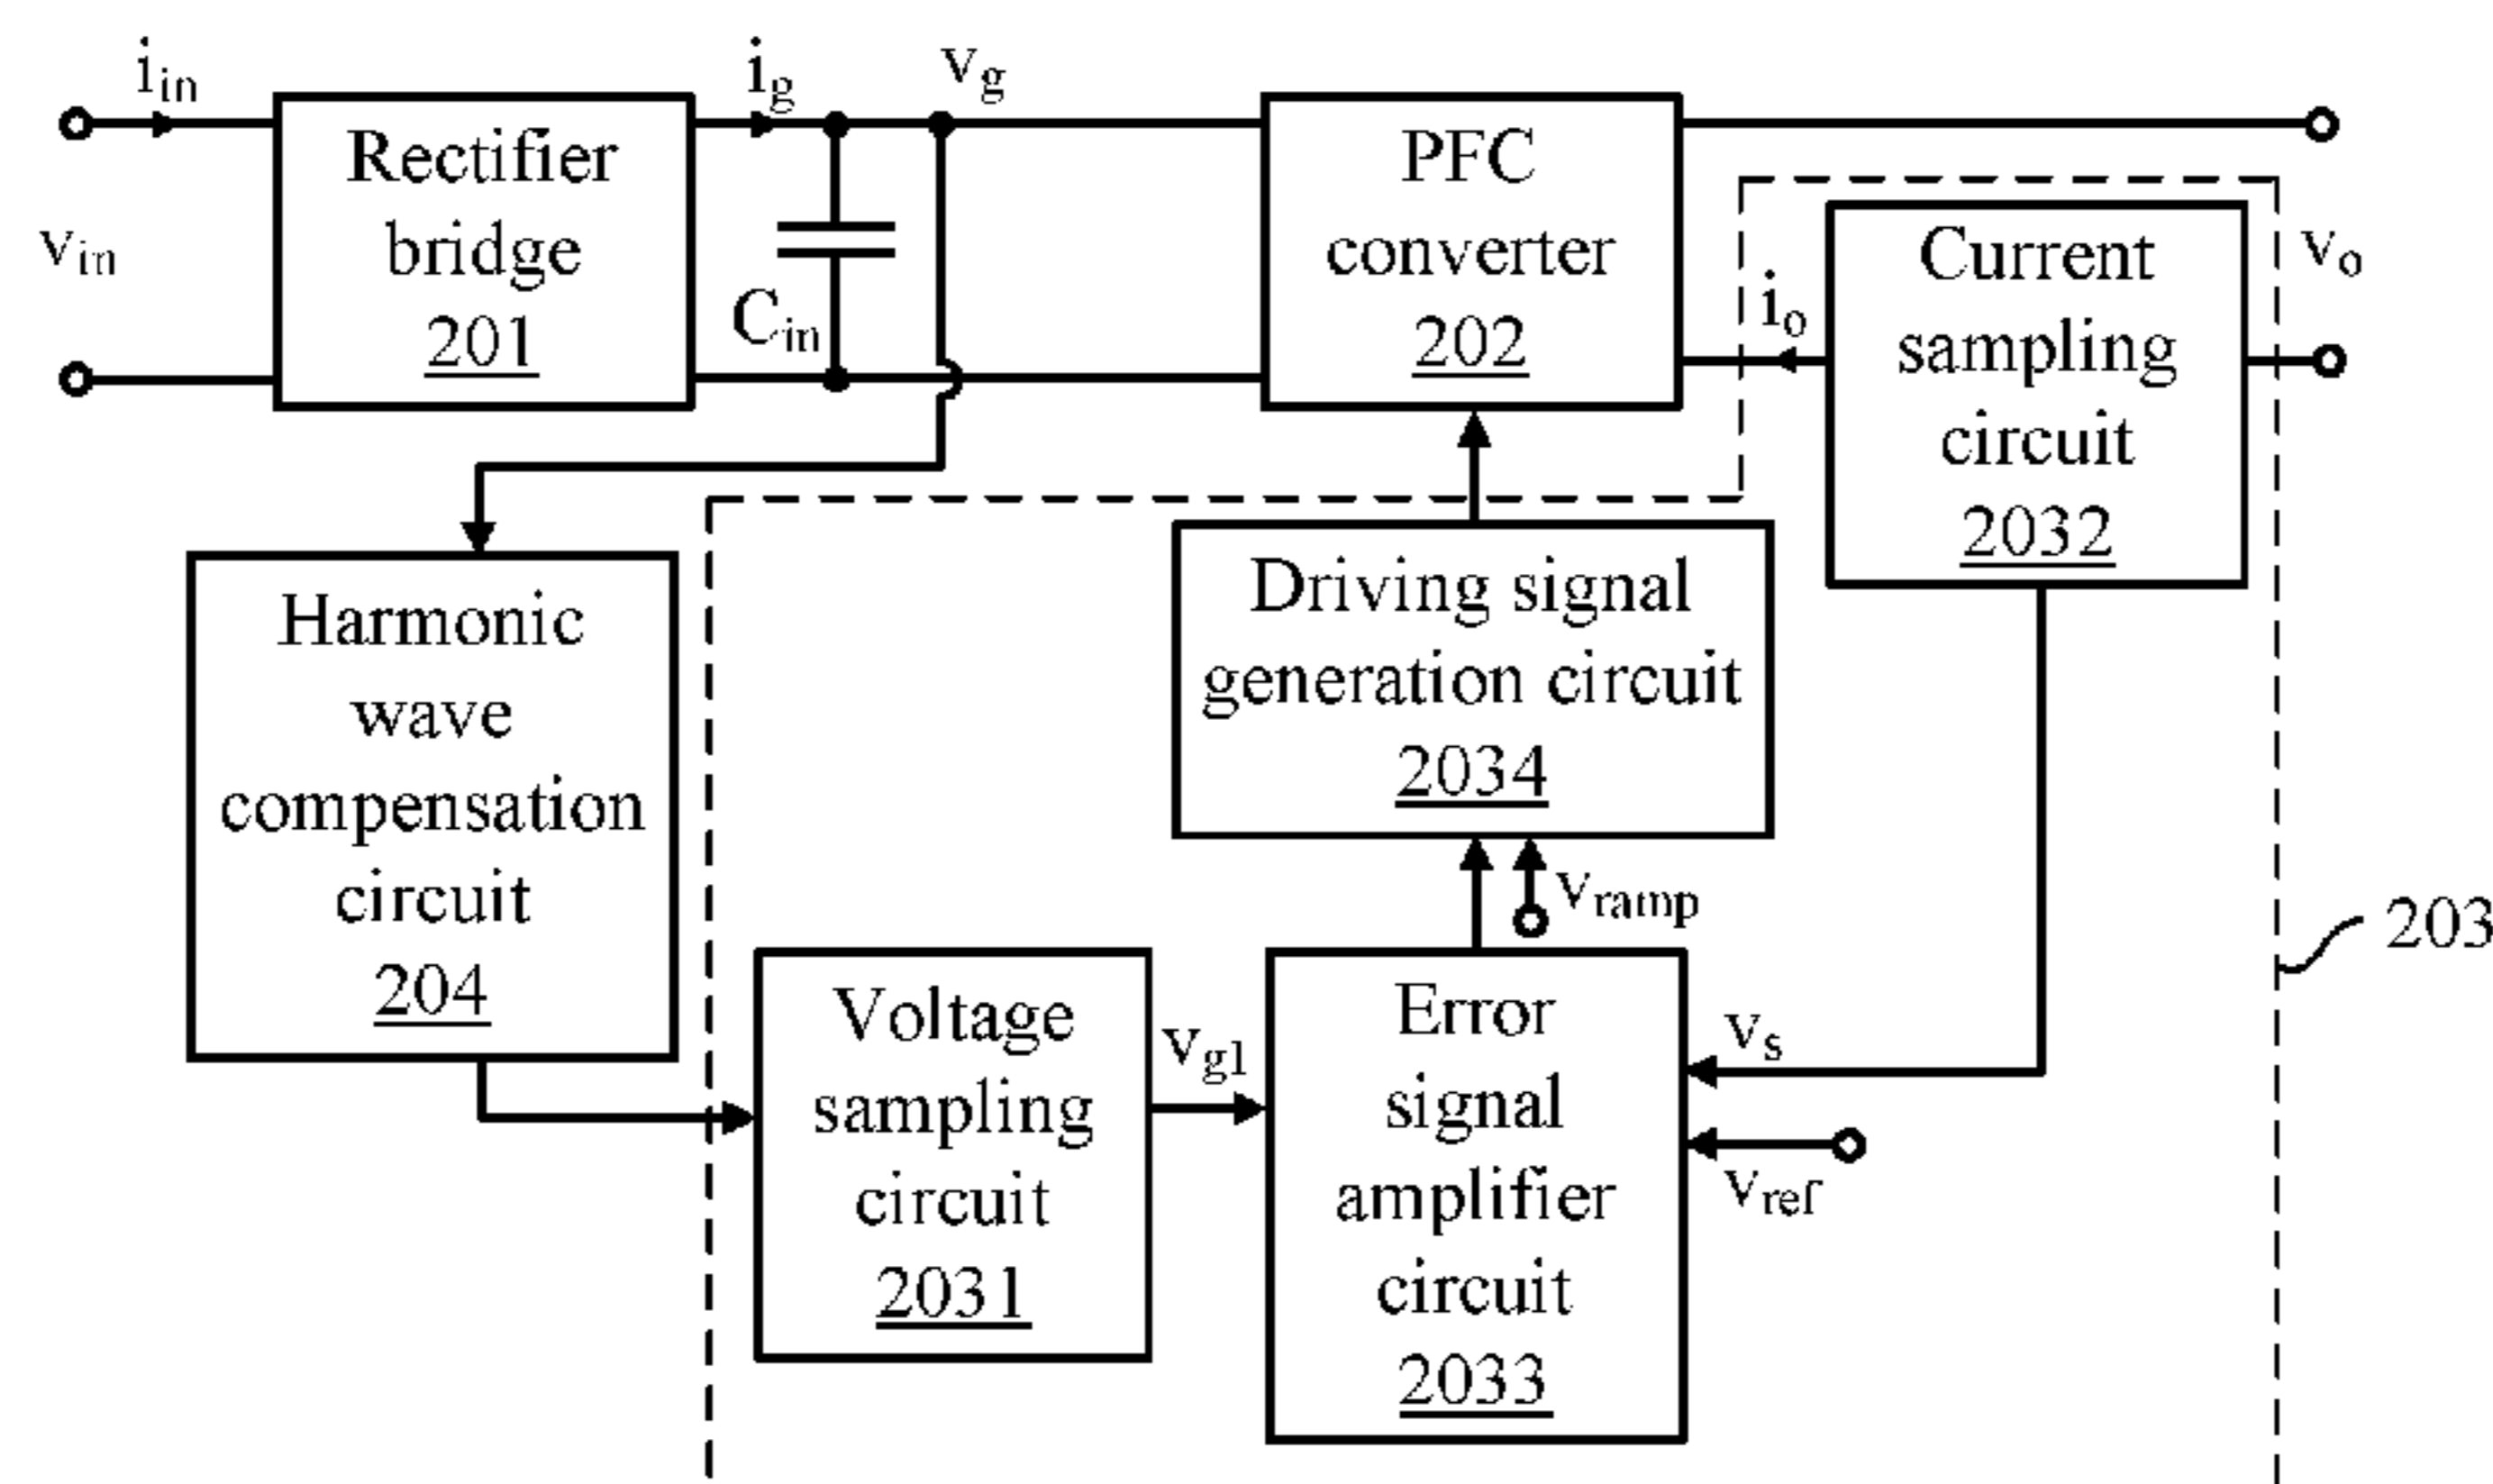 iin
ig
vg
vin
Rectifier
bridge
201
Cin
PFC
converter
202
io
Current
sampling
circuit
2032
vo
Harmonic
wave
compensation
circuit
204
Driving signal
generation circuit
2034
vramp
203
Voltage
sampling
circuit
2031
vg1
Error
signal
amplifier
circuit
2033
vs
vref